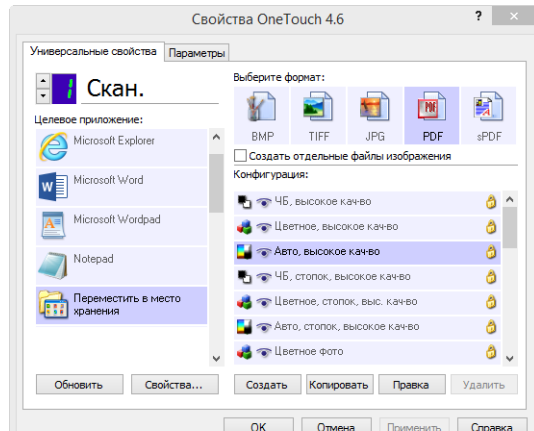 Свойства OneTouch 4.6
Универсальные свойства
Параметры
1 Скан.
Целевое приложение:
Microsoft Explorer
Microsoft Word
Microsoft Wordpad
Notepad
Переместить в место
хранения
Обновить
Свойства...
Выберите формат:
BMP
TIFF
JPG
PDF
sPDF
Создать отдельные файлы изображения
Конфигурация:
ЧБ, высокое кач-во
Цветное, высокое кач-во
Авто, высокое кач-во
ЧБ, стопок, высокое кач-во
Цветное, стопок, выс. кач-во
Авто, стопок, высокое кач-во
Цветное фото
Создать
Копировать
Правка
Удалить
OK
Отмена
Применить
Справка